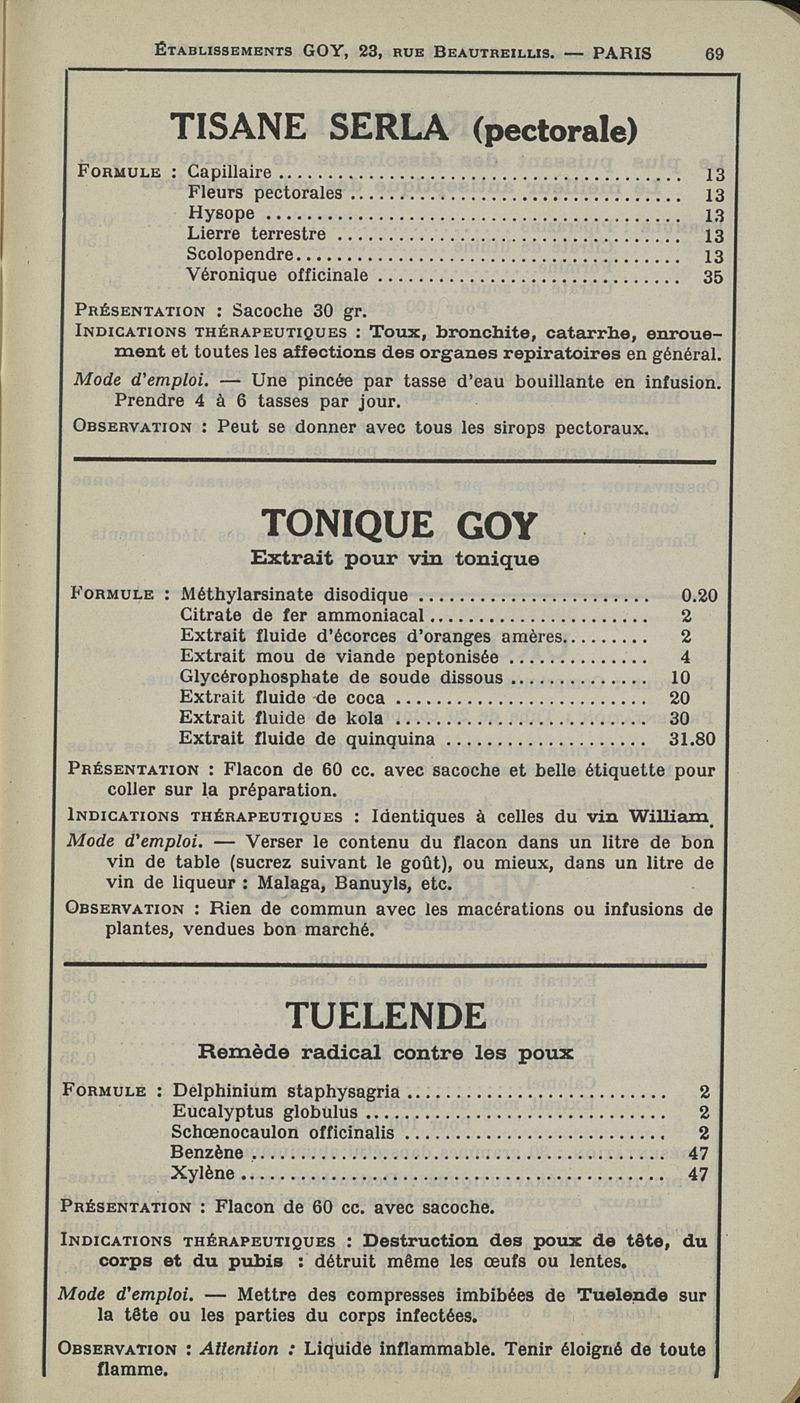 ÉTABLISSEMENTS GOY, 23, RUE BEAUTREILLIS. — PARIS 69
TISANE SERLA (pectorale)
FORMULE : Capillaire ........................................ 13
Fleurs pectorales ................................. 13
Hysope .......................................... 13
Lierre terrestre ................................... 13
Scolopendre....................................... 13
Véronique officinale ............................... 35
PRÉSENTATION : Sacoche 30 gr.
INDICATIONS THÉRAPEUTIQUES : Toux, bronchite, catarrhe, enroue-
ment et toutes les affections des organes repiratoires en général.
Mode d'emploi. — Une pincée par tasse d'eau bouillante en infusion.
Prendre 4 à 6 tasses par jour.
OBSERVATION : Peut se donner avec tous les sirops pectoraux.
TONIQUE GOY
Extrait pour vin tonique
FORMULE : Méthylarsinate disodique ........................ 0.20
Citrate de fer ammoniacal ...................... 2
Extrait fluide d'écorces d'oranges amères......... 2
Extrait mou de viande peptonisée .............. 4
Glycérophosphate de soude dissous .............. 10
Extrait fluide de coca .......................... 20
Extrait fluide de kola .......................... 30
Extrait fluide de quinquina .................... 31.80
PRÉSENTATION : Flacon de 60 cc. avec sacoche et belle étiquette pour
coller sur la préparation.
INDICATIONS THÉRAPEUTIQUES : Identiques à celles du vin William.
Mode d'emploi. — Verser le contenu du flacon dans un litre de bon
vin de table (sucrez suivant le goût), ou mieux, dans un litre de
vin de liqueur : Malaga, Banuyls, etc.
OBSERVATION : Rien de commun avec les macérations ou infusions de
plantes, vendues bon marché.
TUELENDE
Remède radical contre les poux
FORMULE : Delphinium staphysagria .......................... 2
Eucalyptus globulus .............................. 2
Schœnocaulon officinalis .......................... 2
Benzène ......................................... 47
Xylène .......................................... 47
PRÉSENTATION : Flacon de 60 cc. avec sacoche.
INDICATIONS THÉRAPEUTIQUES : Destruction des poux de tête, du
corps et du pubis : détruit même les œufs ou lentes.
Mode d'emploi. — Mettre des compresses imbibées de Tuelende sur
la tête ou les parties du corps infectées.
OBSERVATION : Attention : Liquide inflammable. Tenir éloigné de toute
flamme.